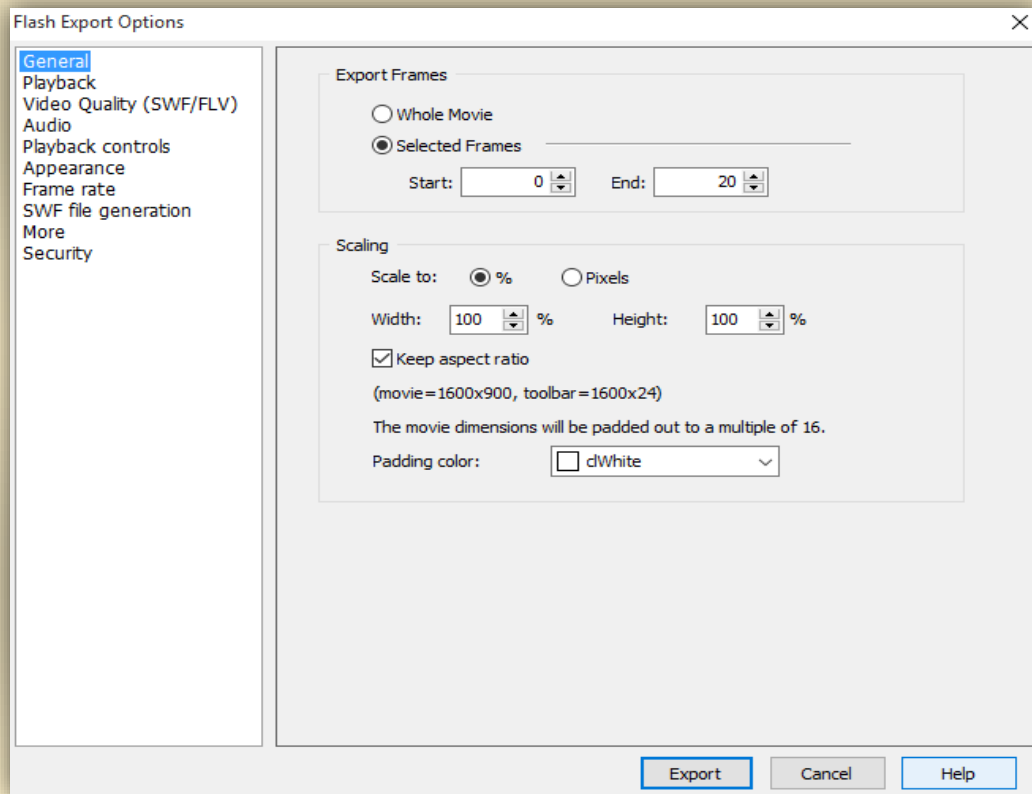 Flash Export Options
General
Playback
Video Quality (SWF/FLV)
Audio
Playback controls
Appearance
Frame rate
SWF file generation
More
Security
Export Frames
Whole Movie
Selected Frames
Start: 0 End: 20
Scaling
Scale to: % Pixels
Width: 100 % Height: 100 %
Keep aspect ratio
(movie=1600x900, toolbar=1600x24)
The movie dimensions will be padded out to a multiple of 16.
Padding color: clWhite
Export Cancel Help